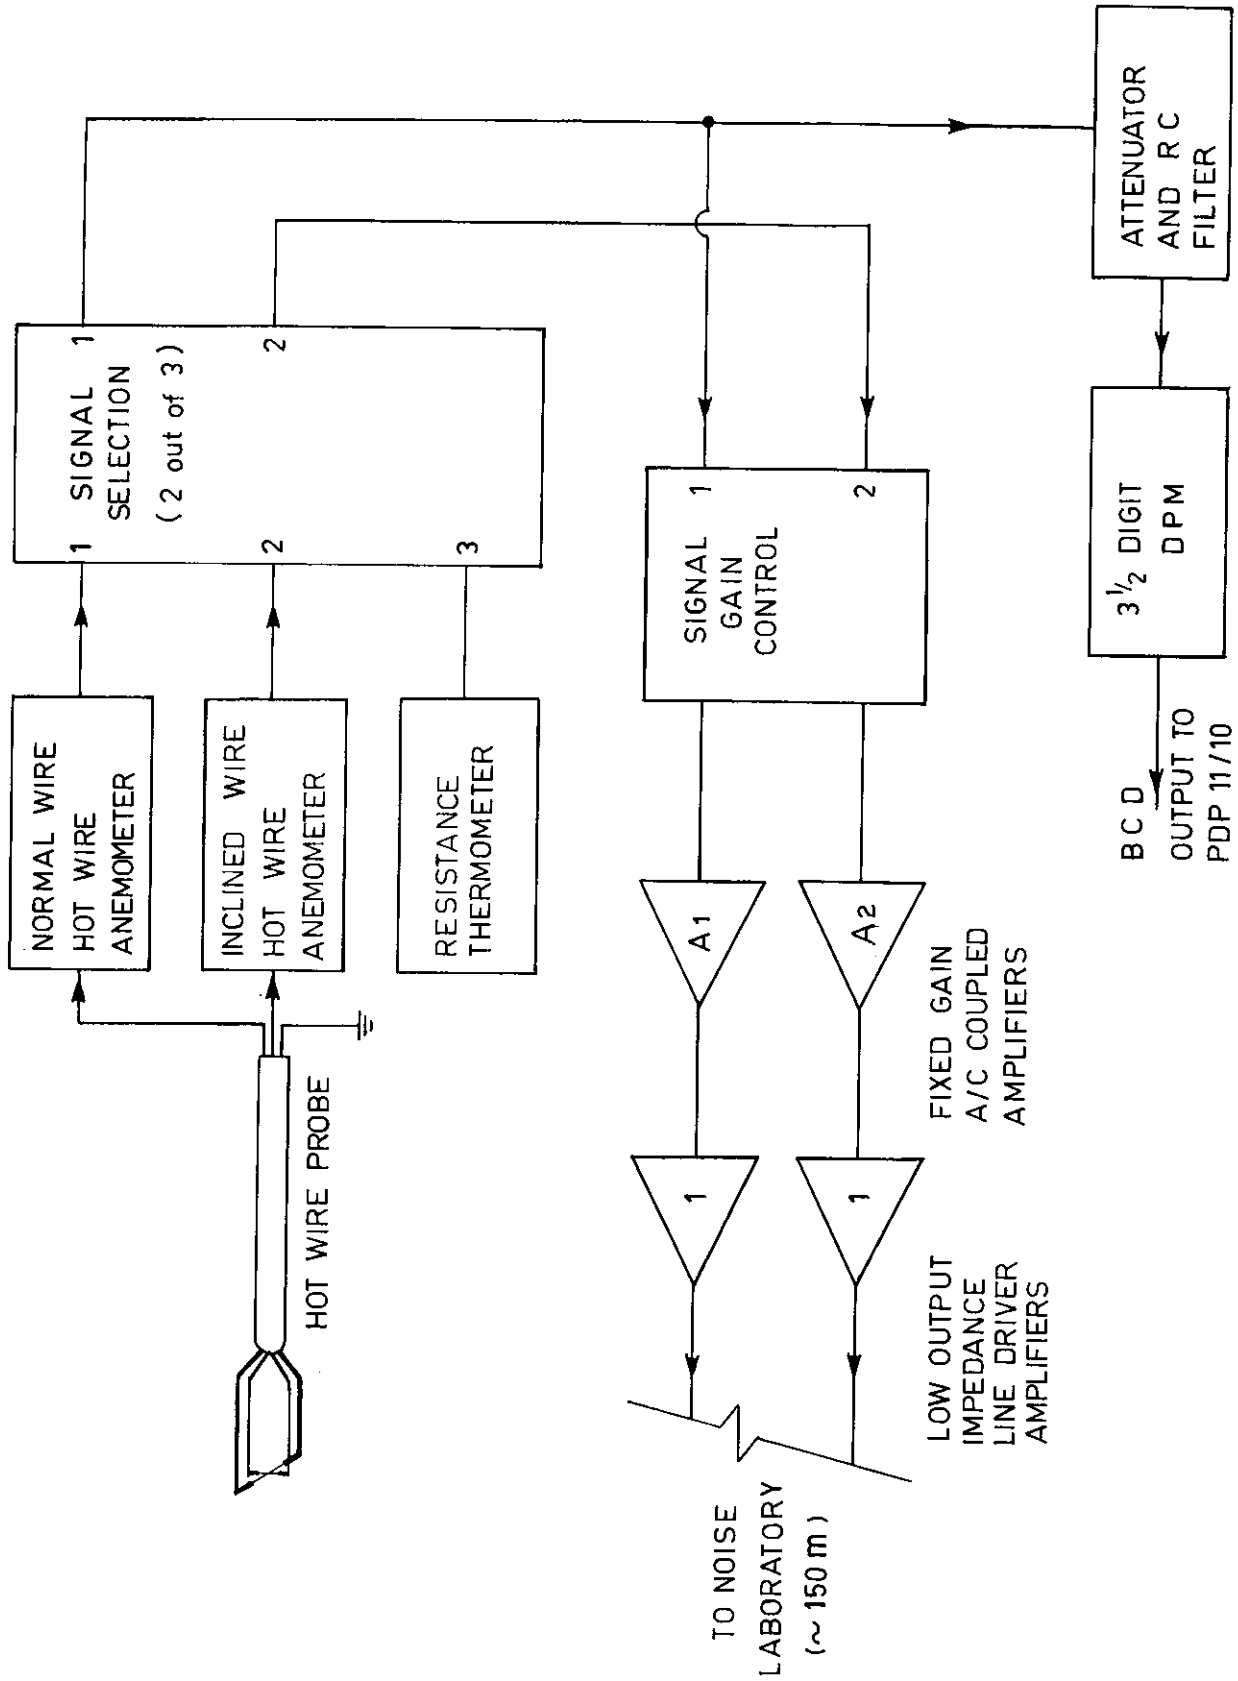 HOT WIRE PROBE
NORMAL WIRE
HOT WIRE
ANEMOMETER
INCLINED WIRE
HOT WIRE
ANEMOMETER
RESISTANCE
THERMOMETER
1
2
3
SIGNAL
SELECTION
(2 out of 3)
1
2
TO NOISE
LABORATORY
(~ 150 m)
1
1
LOW OUTPUT
IMPEDANCE
LINE DRIVER
AMPLIFIERS
A1
A2
FIXED GAIN
A/C COUPLED
AMPLIFIERS
SIGNAL
GAIN
CONTROL
1
2
BCD
OUTPUT TO
PDP 11/10
3 1/2 DIGIT
DPM
ATTENUATOR
AND RC
FILTER